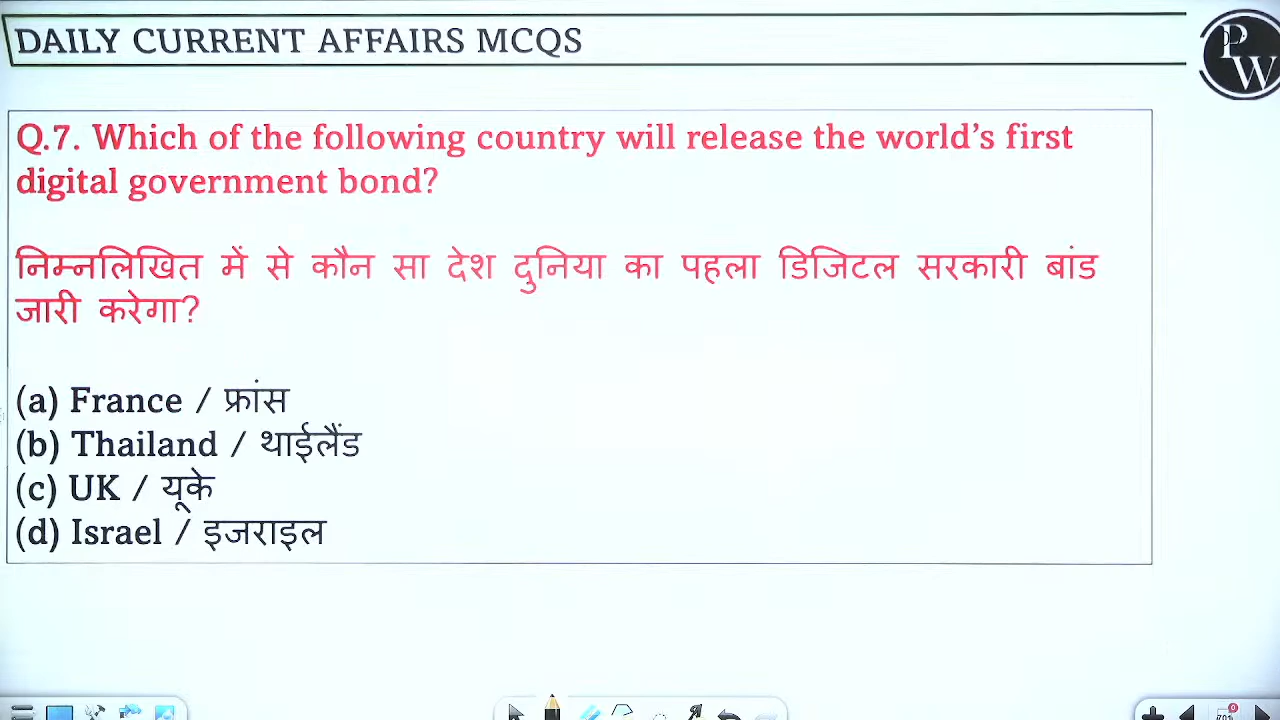 DAILY CURRENT AFFAIRS MCQS
PW
Q.7. Which of the following country will release the world’s first
digital government bond?
निम्नलिखित में से कौन सा देश दुनिया का पहला डिजिटल सरकारी बांड
जारी करेगा?
(a) France / फ्रांस
(b) Thailand / थाईलैंड
(c) UK / यूके
(d) Israel / इजराइल